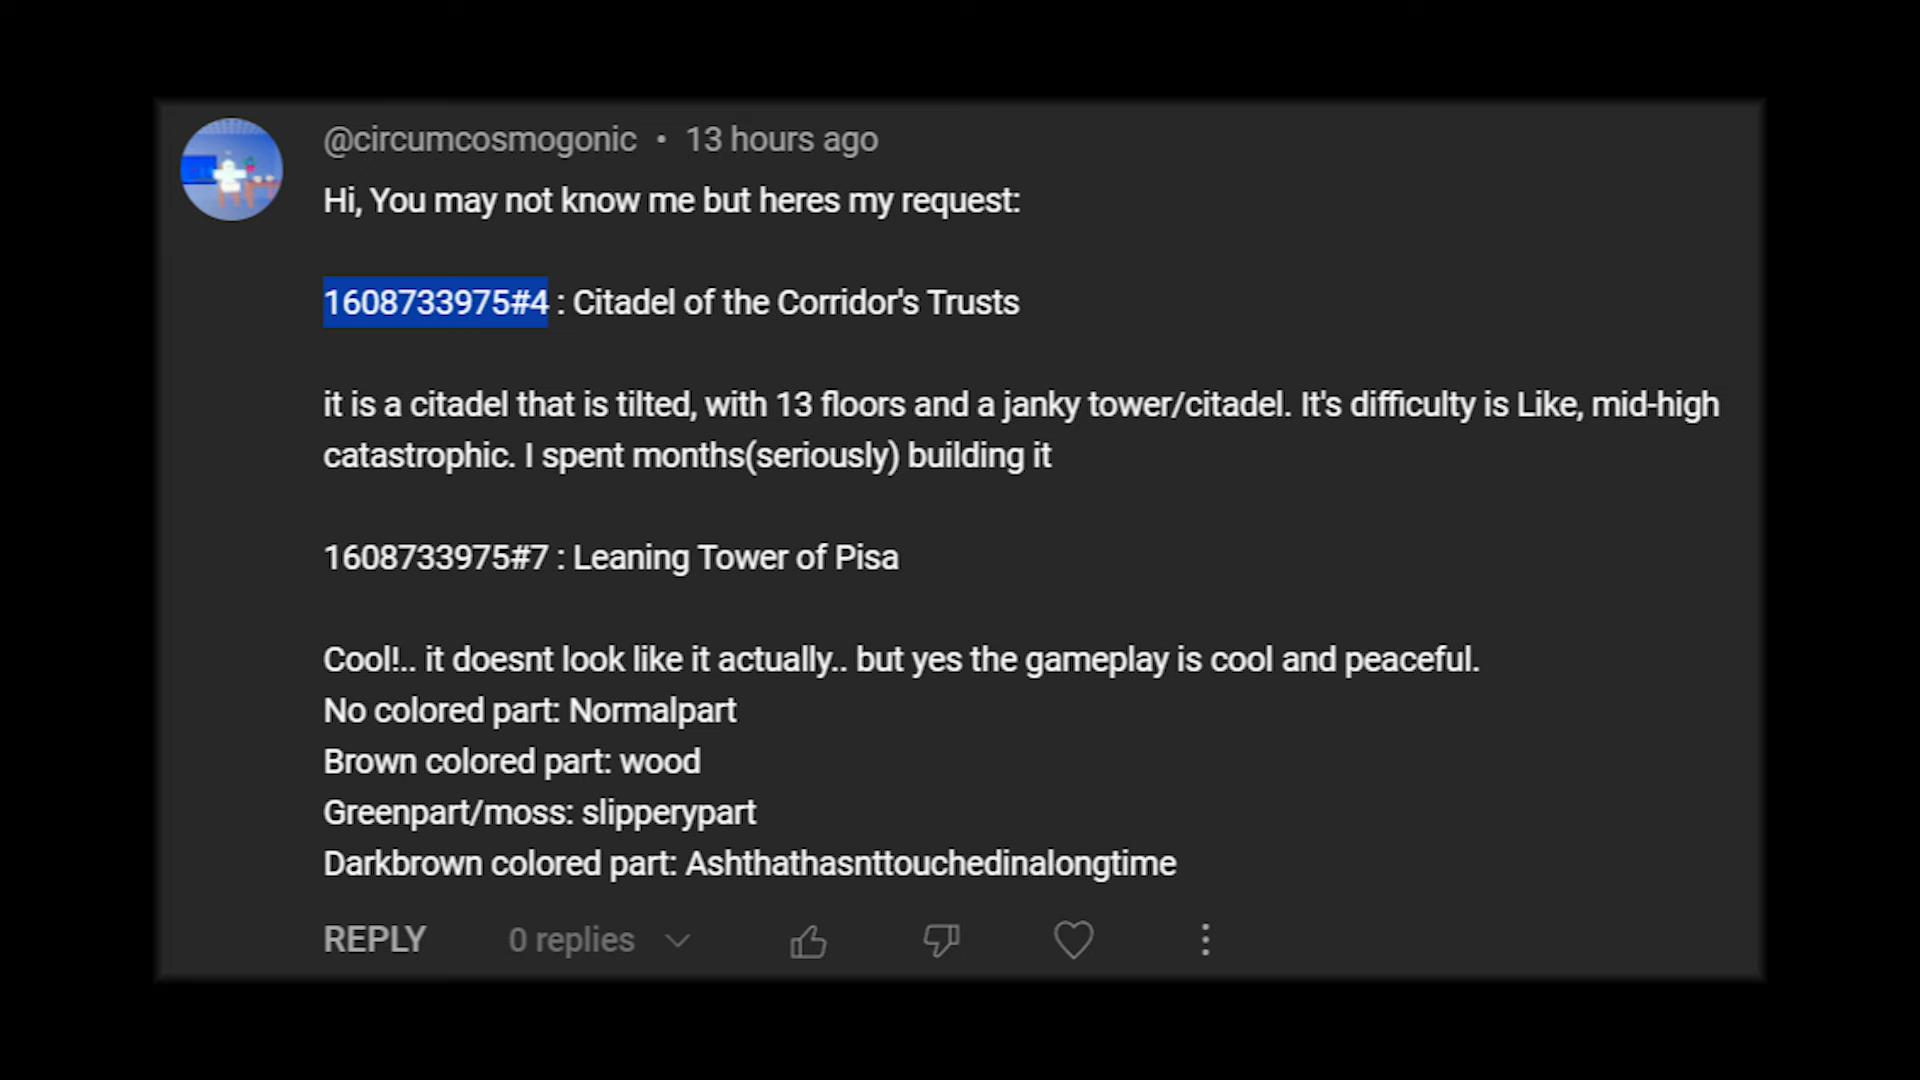 @circumcosmogonic • 13 hours ago
Hi, You may not know me but heres my request:
1608733975#4 : Citadel of the Corridor's Trusts
it is a citadel that is tilted, with 13 floors and a janky tower/citadel. It's difficulty is Like, mid-high
catastrophic. I spent months(seriously) building it
1608733975#7 : Leaning Tower of Pisa
Cool!.. it doesnt look like it actually.. but yes the gameplay is cool and peaceful.
No colored part: Normalpart
Brown colored part: wood
Greenpart/moss: slipperypart
Darkbrown colored part: Ashthathasnttouchedinalongtime
REPLY 0 replies